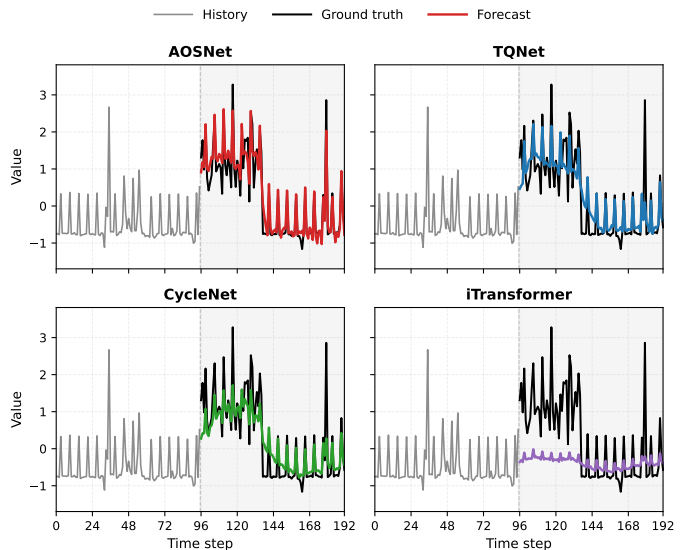 History Ground truth Forecast
AOSNet TQNet
Value
3
2
1
0
−1
CycleNet iTransformer
Value
3
2
1
0
−1
0 24 48 72 96 120 144 168 192 0 24 48 72 96 120 144 168 192
Time step Time step